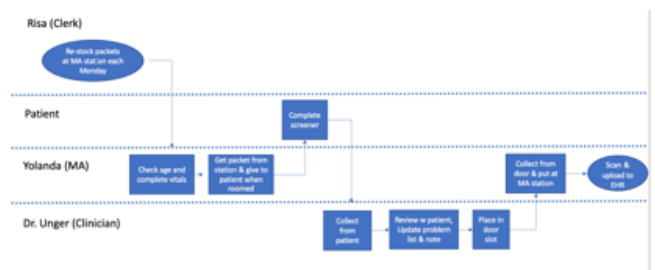 Risa (Clerk)
Re-stock packets
at MA station each
Monday
Patient
Complete
screener
Yolanda (MA)
Check age and
complete vitals
Get packet from
station & give to
patient when
roomed
Collect from
door & put at
MA station
Scan &
upload to
EHR
Dr. Unger (Clinician)
Collect
from
patient
Review w patient,
Update problem
list & note
Place in
door
slot